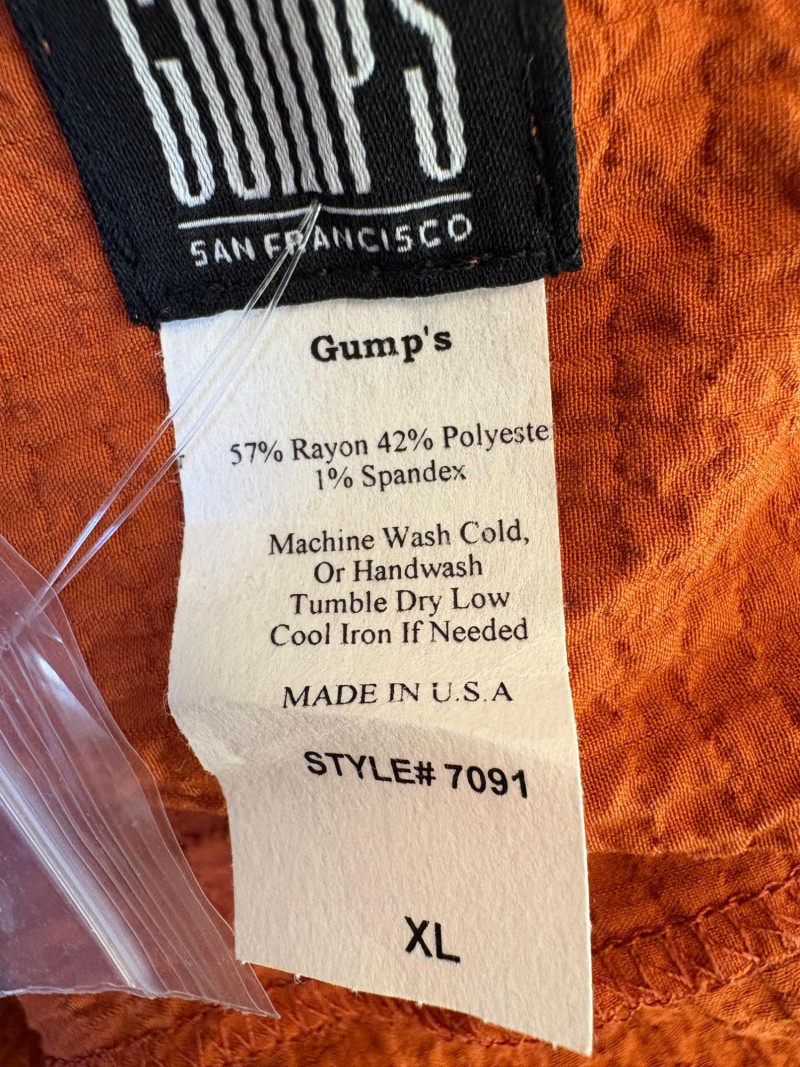 GUMPS
SAN FRANCISCO
Gump's
57% Rayon 42% Polyeste
1% Spandex
Machine Wash Cold,
Or Handwash
Tumble Dry Low
Cool Iron If Needed
MADE IN U.S.A
STYLE# 7091
XL